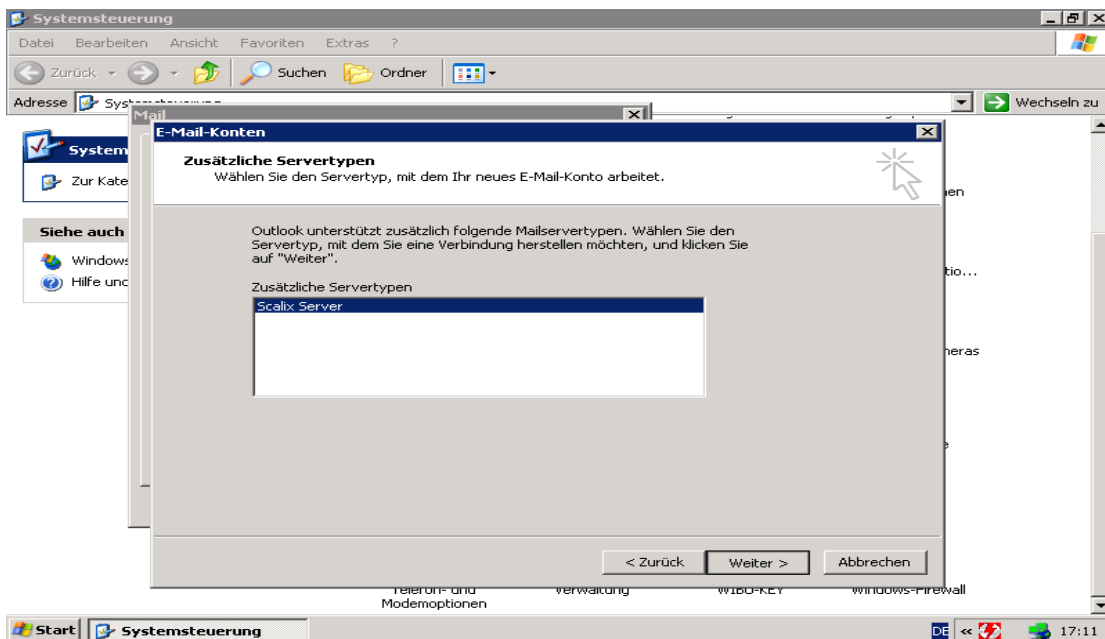 Systemsteuerung
Datei Bearbeiten Ansicht Favoriten Extras ?
Zurück Suchen Ordner
Adresse Wechseln zu
Mail
E-Mail-Konten
System
Zusätzliche Servertypen
Wählen Sie den Servertyp, mit dem Ihr neues E-Mail-Konto arbeitet.
Zur Kate
en
Siehe auch
Outlook unterstützt zusätzlich folgende Mailservertypen. Wählen Sie den
Servertyp, mit dem Sie eine Verbindung herstellen möchten, und klicken Sie
auf "Weiter".
Windows
tio...
Hilfe und
Zusätzliche Servertypen
Scalix Server
neras
< Zurück Weiter > Abbrechen
Telefon- und Verwaltung WIBU-KEY Windows-Firewall
Modemoptionen
Start Systemsteuerung DE « 17:11